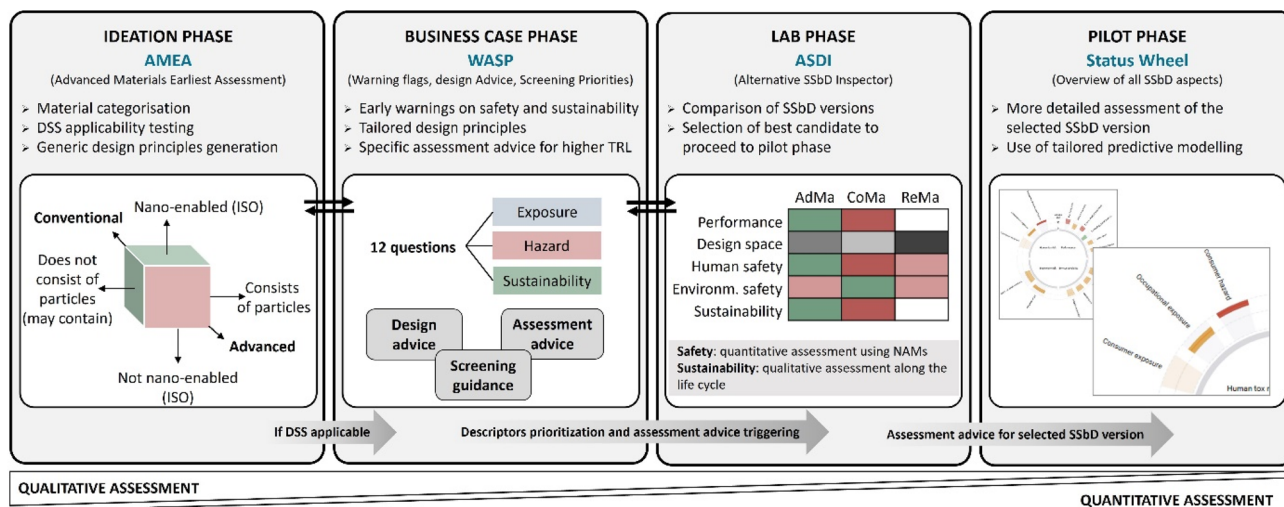 IDEATION PHASE
AMEA
(Advanced Materials Earliest Assessment)
➢ Material categorisation
➢ DSS applicability testing
➢ Generic design principles generation
Nano-enabled (ISO)
Conventional
Does not
consist of
particles
(may contain)
Consists
of particles
Advanced
Not nano-enabled
(ISO)
If DSS applicable
BUSINESS CASE PHASE
WASP
(Warning flags, design Advice, Screening Priorities)
➢ Early warnings on safety and sustainability
➢ Tailored design principles
➢ Specific assessment advice for higher TRL
12 questions
Exposure
Hazard
Sustainability
Design
advice
Assessment
advice
Screening
guidance
Descriptors prioritization and assessment advice triggering
LAB PHASE
ASDI
(Alternative SSbD Inspector)
➢ Comparison of SSbD versions
➢ Selection of best candidate to
proceed to pilot phase
AdMa CoMa ReMa
Performance
Design space
Human safety
Environm. safety
Sustainability
Safety: quantitative assessment using NAMs
Sustainability: qualitative assessment along the
life cycle
PILOT PHASE
Status Wheel
(Overview of all SSbD aspects)
➢ More detailed assessment of the
selected SSbD version
➢ Use of tailored predictive modelling
Consumer exposure
Occupational exposure
consumer hazard
Human tox r
Assessment advice for selected SSbD version
QUALITATIVE ASSESSMENT
QUANTITATIVE ASSESSMENT